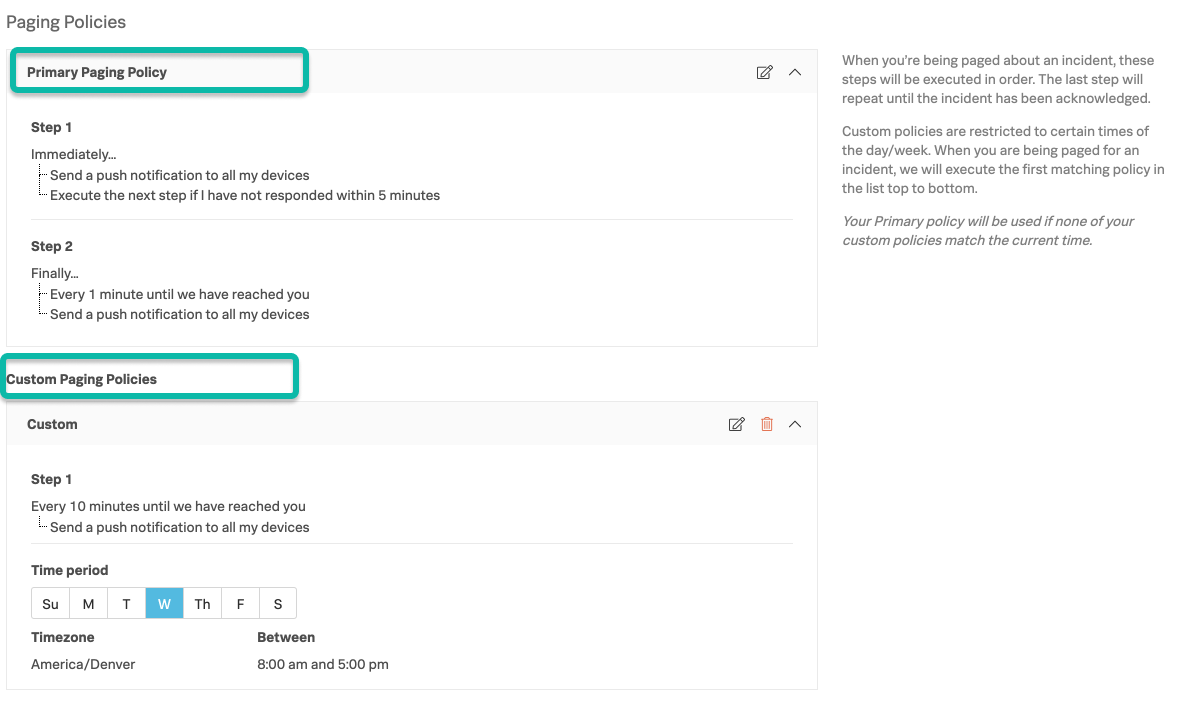 Paging Policies
Primary Paging Policy
Step 1
Immediately...
Send a push notification to all my devices
Execute the next step if I have not responded within 5 minutes
Step 2
Finally...
Every 1 minute until we have reached you
Send a push notification to all my devices
Custom Paging Policies
Custom
Step 1
Every 10 minutes until we have reached you
Send a push notification to all my devices
Time period
Su M T W Th F S
Timezone Between
America/Denver 8:00 am and 5:00 pm
When you're being paged about an incident, these
steps will be executed in order. The last step will
repeat until the incident has been acknowledged.
Custom policies are restricted to certain times of
the day/week. When you are being paged for an
incident, we will execute the first matching policy in
the list top to bottom.
Your Primary policy will be used if none of your
custom policies match the current time.